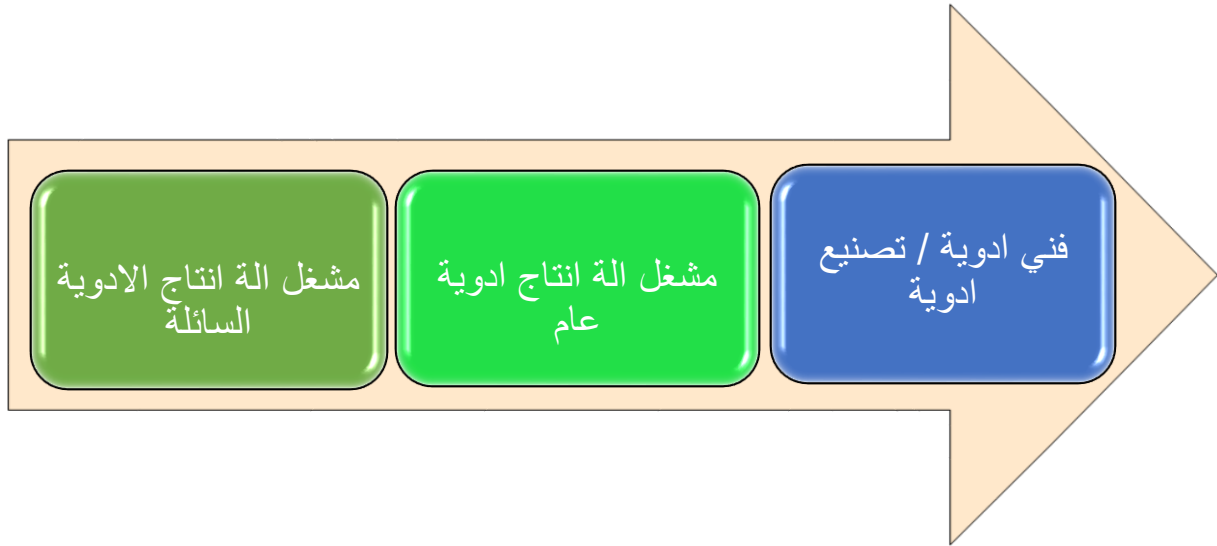 مشغل الة انتاج الادوية
السائلة
مشغل الة انتاج ادوية
عام
فني ادوية / تصنيع
ادوية